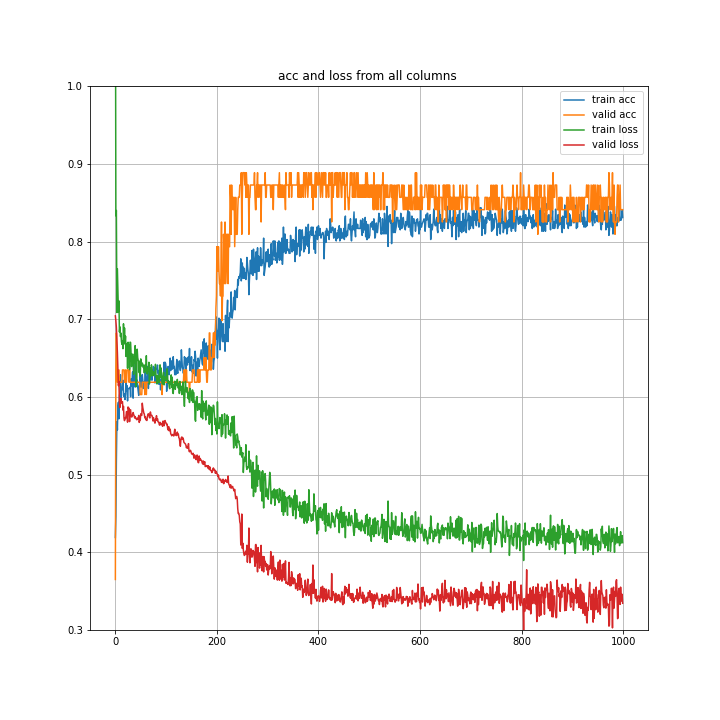 acc and loss from all columns
train acc
valid acc
train loss
valid loss
1.0
0.9
0.8
0.7
0.6
0.5
0.4
0.3
0 200 400 600 800 1000